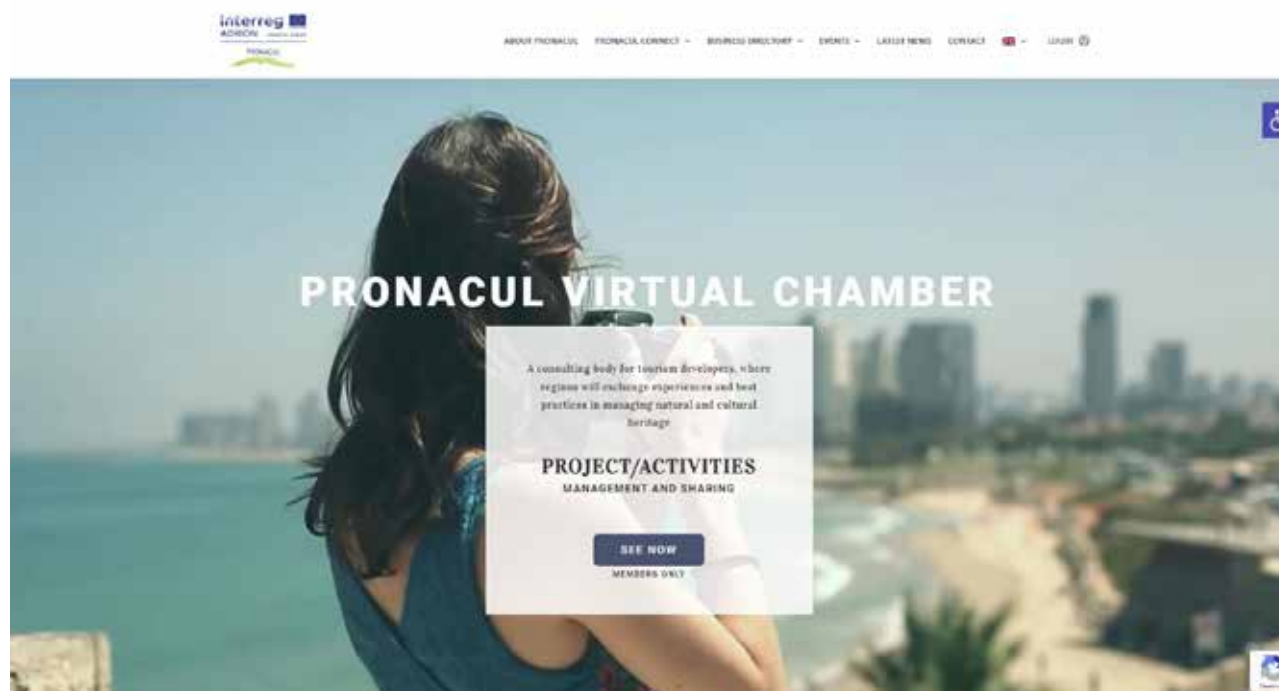 interreg
ADRION
PRONACUL
ABOUT PRONACUL
PRONACUL CONNECT
BUSINESS DIRECTORY
EVENTS
LATEST NEWS
CONTACT
LOGIN
PRONACUL VIRTUAL CHAMBER
A consulting body for tourism developers, where
regions will exchange experiences and best
practices in managing natural and cultural
heritage
PROJECT/ACTIVITIES
MANAGEMENT AND SHARING
SEE NOW
MEMBERS ONLY